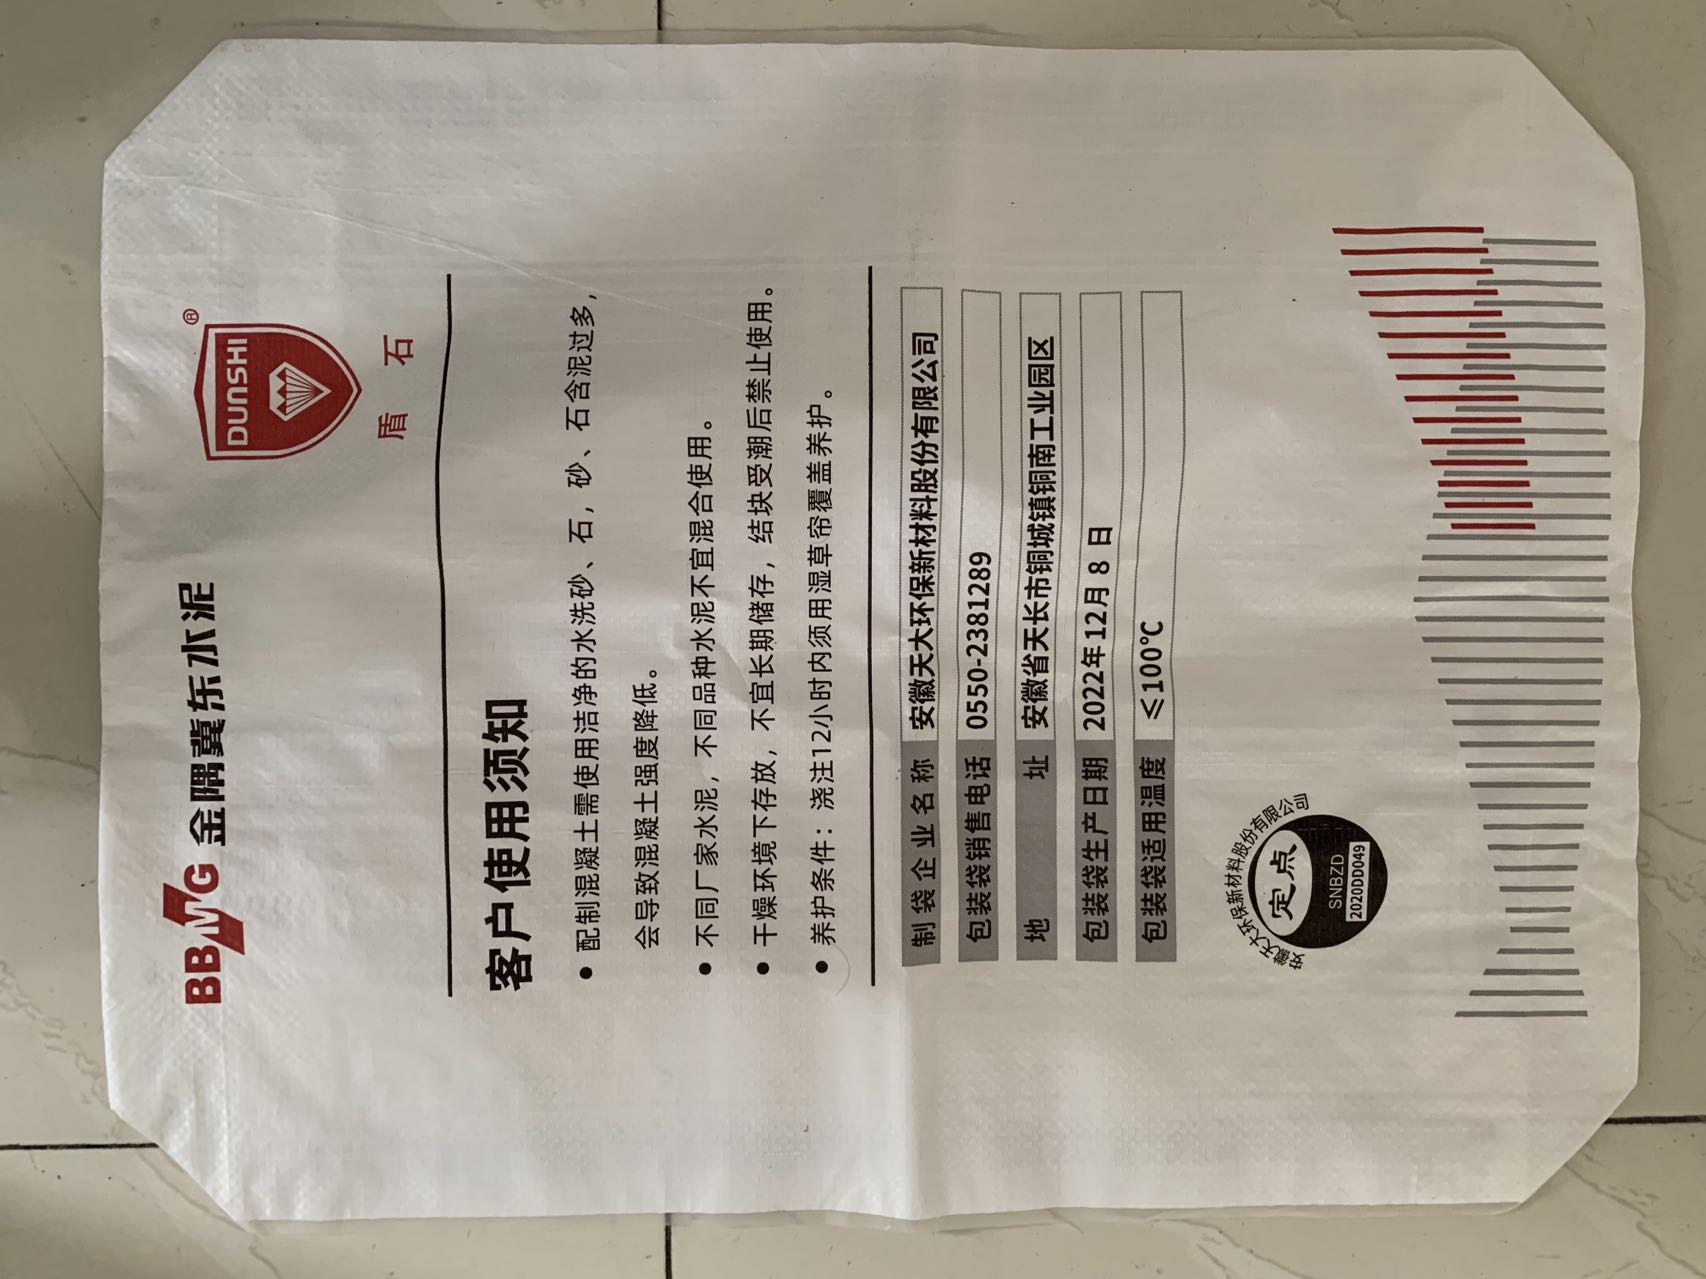 BBMG 金隅冀东水泥
DUNSHI
®
盾 石
客户使用须知
● 配制混凝土需使用洁净的水洗砂、石，砂、石含泥过多，
会导致混凝土强度降低。
● 不同厂家水泥，不同品种水泥不宜混合使用。
● 干燥环境下存放，不宜长期储存，结块受潮后禁止使用。
● 养护条件：浇注12小时内须用湿草帘覆盖养护。
制袋企业名称 安徽天大环保新材料股份有限公司
包装袋销售电话 0550-2381289
地 址 安徽省天长市铜城镇铜南工业园区
包装袋生产日期 2022年12月8日
包装袋适用温度 ≤100℃
安徽天大环保新材料股份有限公司
定点
SNBZD
2020DD049